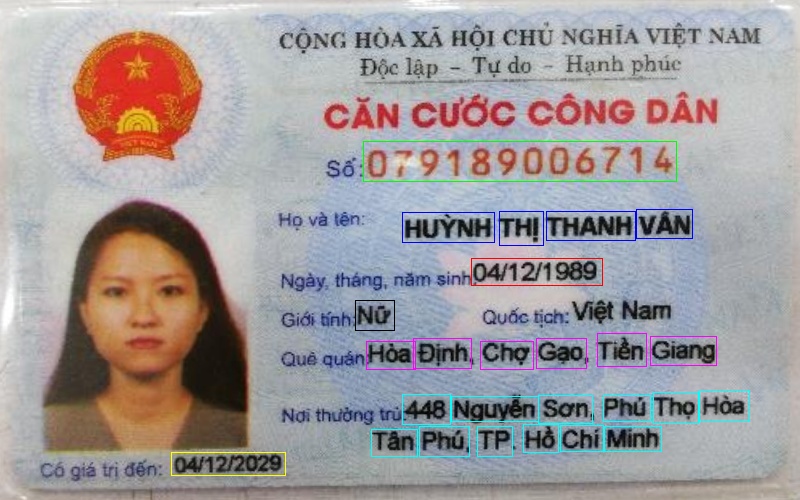 CỘNG HÒA XÃ HỘI CHỦ NGHĨA VIỆT NAM
Độc lập – Tự do – Hạnh phúc
CĂN CƯỚC CÔNG DÂN
Số: 079189006714
Họ và tên: HUỲNH THỊ THANH VÂN
Ngày, tháng, năm sinh: 04/12/1989
Giới tính: Nữ Quốc tịch: Việt Nam
Quê quán: Hòa Định, Chợ Gạo, Tiền Giang
Nơi thường trú: 448 Nguyễn Sơn, Phú Thọ Hòa
Tân Phú, TP. Hồ Chí Minh
Có giá trị đến: 04/12/2029